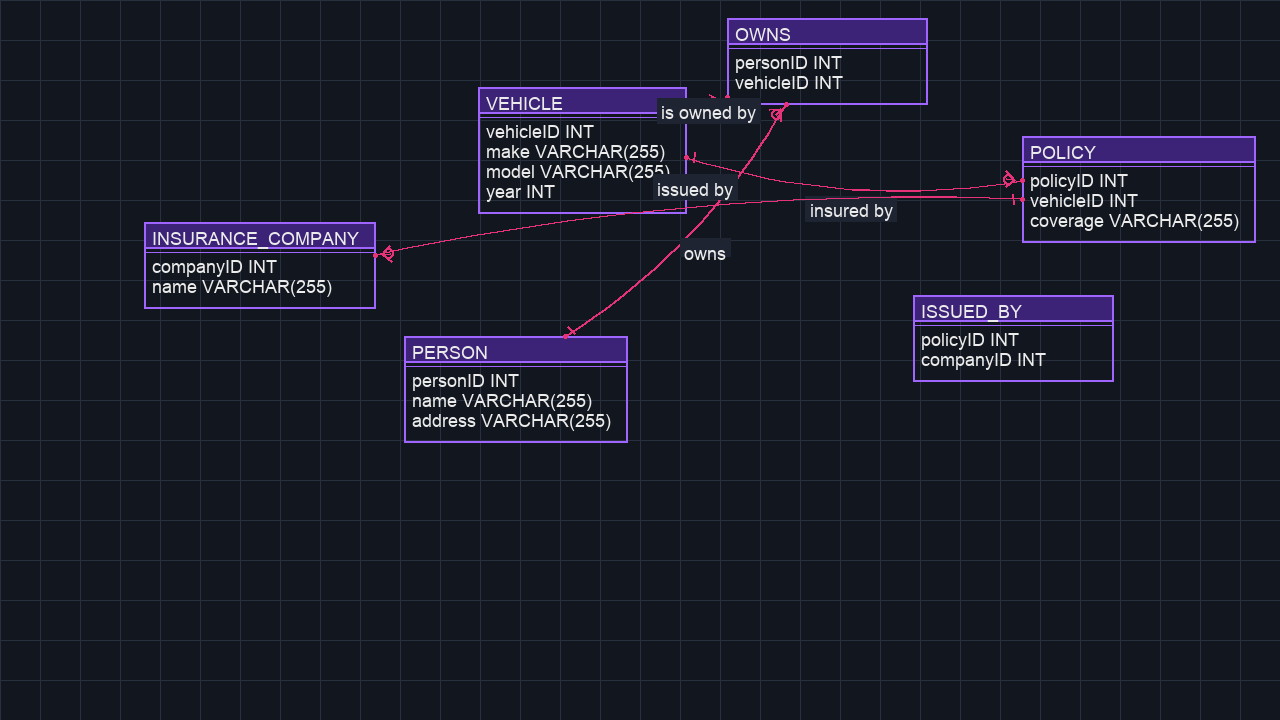 OWNS
personID INT
vehicleID INT
VEHICLE
vehicleID INT
make VARCHAR(255)
model VARCHAR(255)
year INT
is owned by
issued by
insured by
owns
POLICY
policyID INT
vehicleID INT
coverage VARCHAR(255)
INSURANCE_COMPANY
companyID INT
name VARCHAR(255)
ISSUED_BY
policyID INT
companyID INT
PERSON
personID INT
name VARCHAR(255)
address VARCHAR(255)